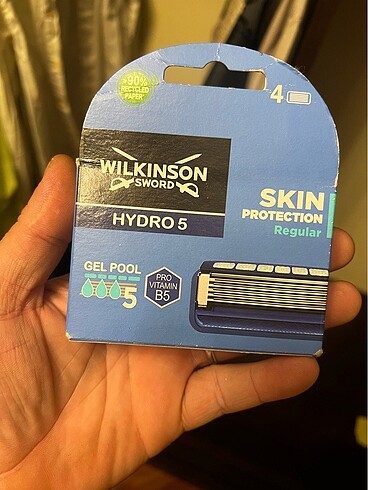 >90%
RECYCLED
PAPER*
4
WILKINSON
SWORD
HYDRO 5
SKIN
PROTECTION
Regular
GEL POOL
5
PRO
VITAMIN
B5